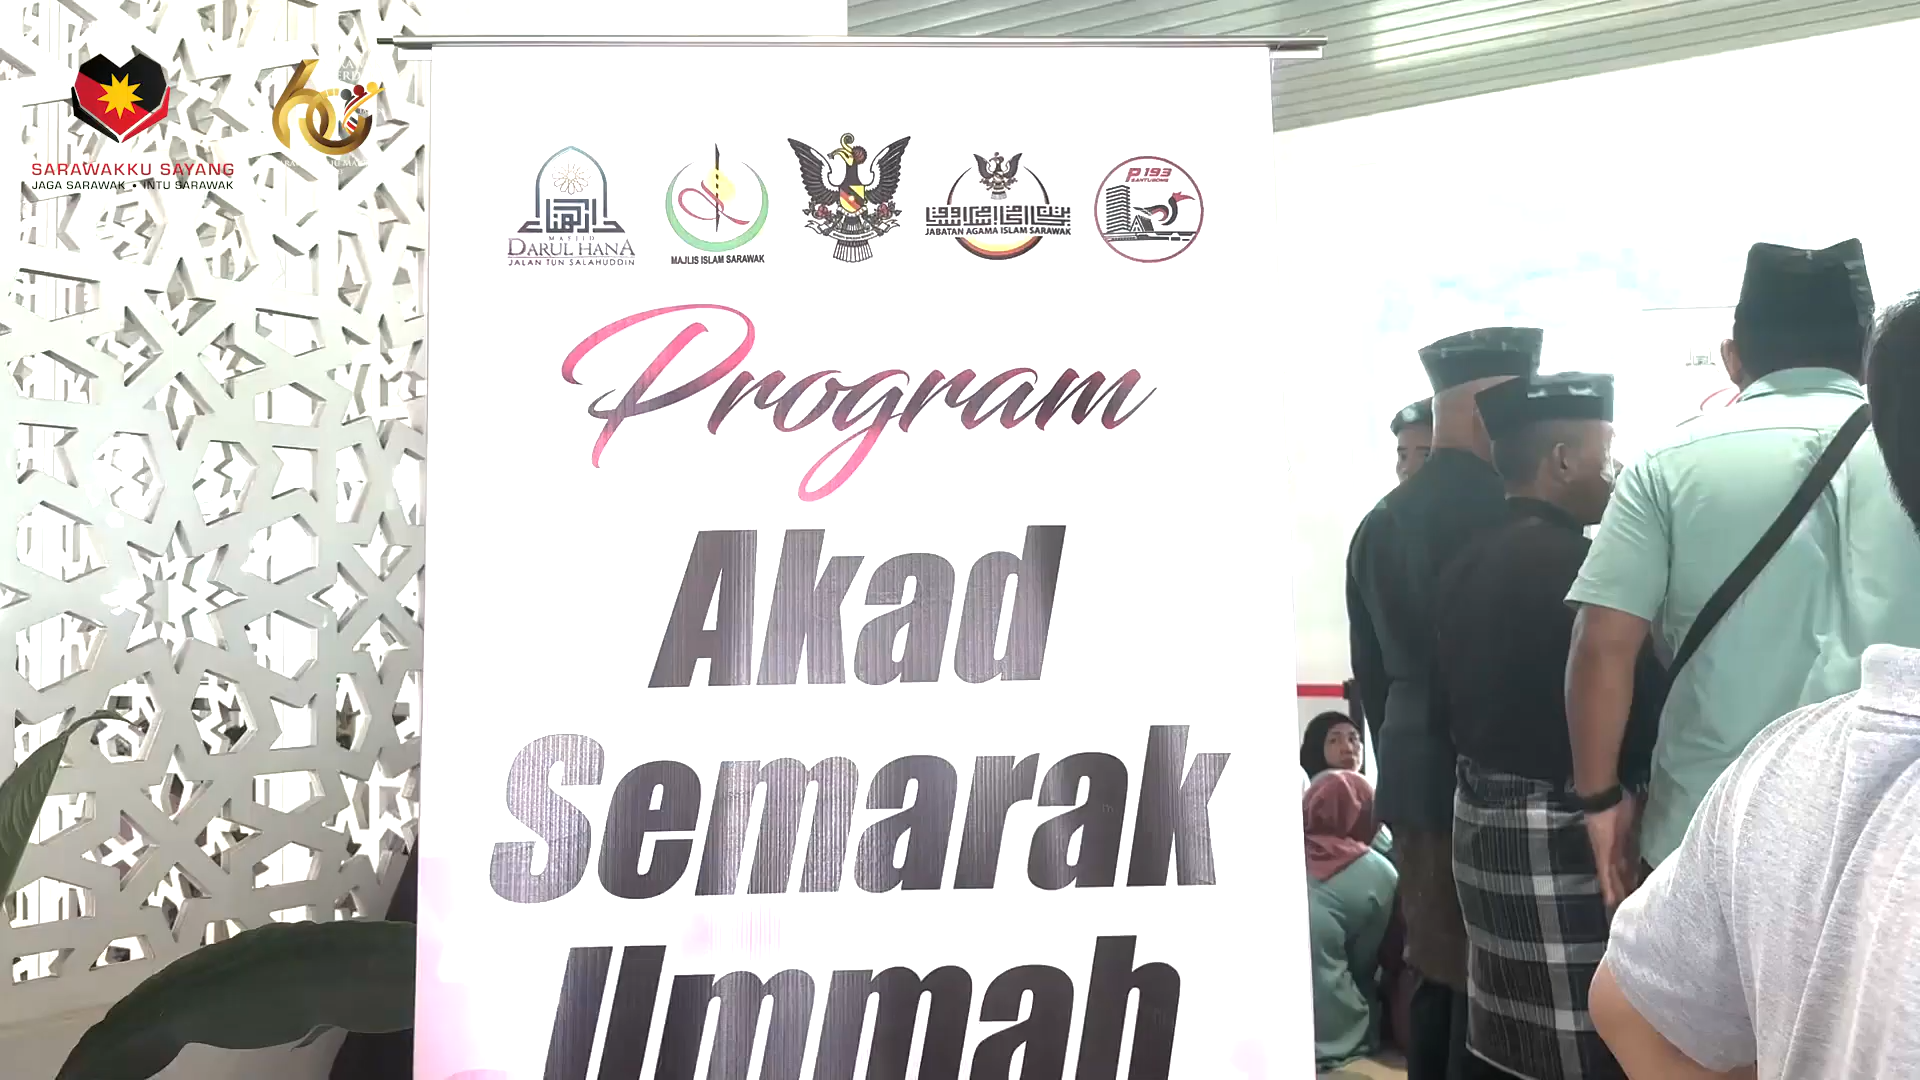 SARAWAKKU SAYANG
JAGA SARAWAK • INTU SARAWAK
MASJID
DARUL HANA
JALAN TUN SALAHUDDIN
MAJLIS ISLAM SARAWAK
JABATAN AGAMA ISLAM SARAWAK
P 193
SANTUBONG
Program
Akad
Semarak
Ummah